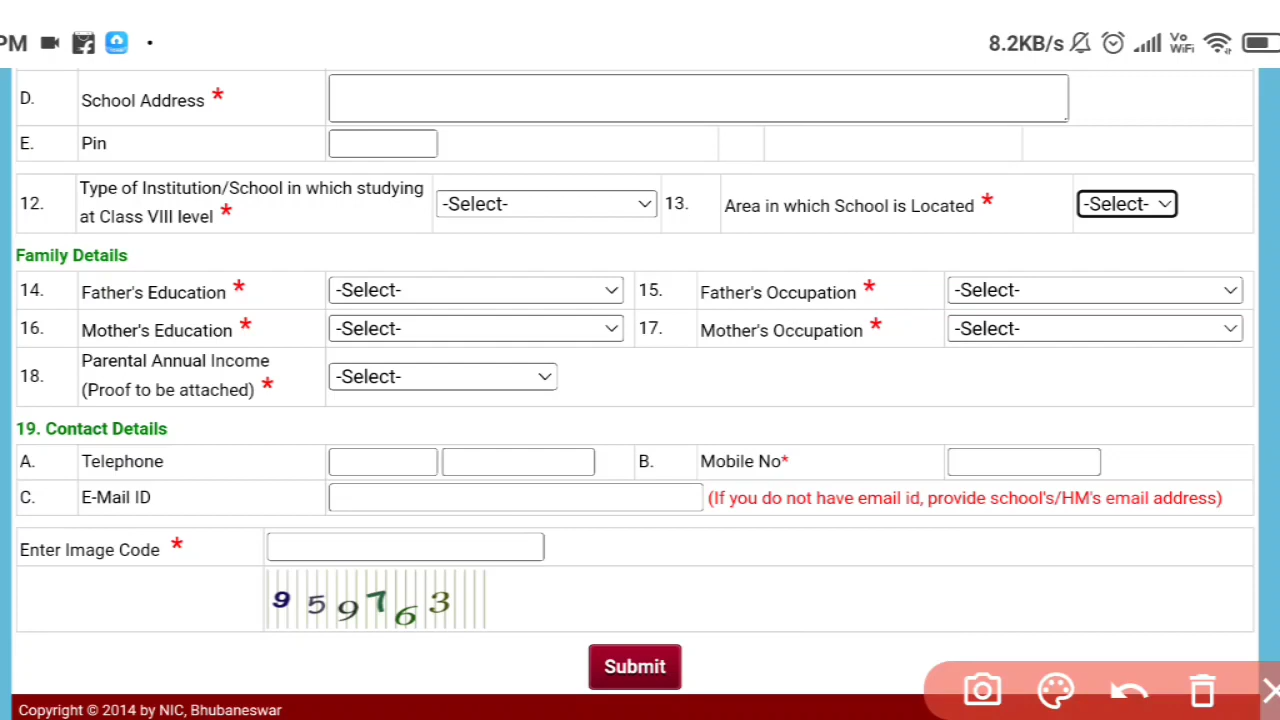 PM 8.2KB/s Vo WiFi
D. School Address *
E. Pin
12. Type of Institution/School in which studying at Class VIII level * -Select- 13. Area in which School is Located * -Select-
Family Details
14. Father's Education * -Select- 15. Father's Occupation * -Select-
16. Mother's Education * -Select- 17. Mother's Occupation * -Select-
18. Parental Annual Income (Proof to be attached) * -Select-
19. Contact Details
A. Telephone B. Mobile No*
C. E-Mail ID (If you do not have email id, provide school's/HM's email address)
Enter Image Code *
959763
Submit
Copyright © 2014 by NIC, Bhubaneswar